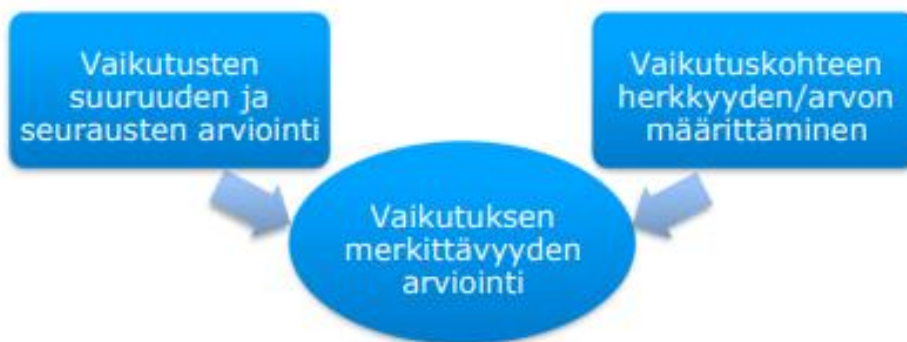 Vaikutusten
suuruuden ja
seurausten arviointi
Vaikutuskohteen
herkkyyden/arvon
määrittäminen
Vaikutuksen
merkittävyyden
arviointi